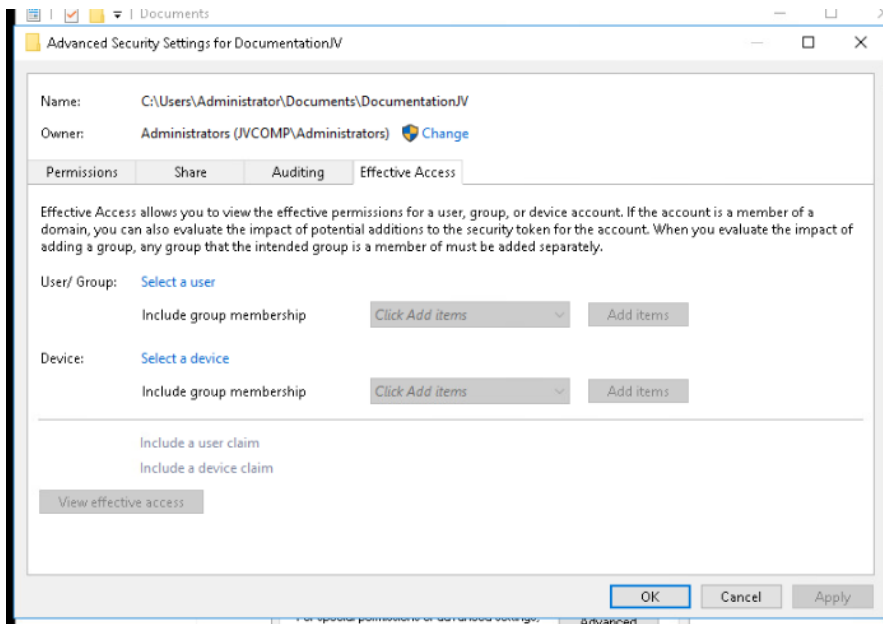 Documents
Advanced Security Settings for DocumentationJV
Name: C:\Users\Administrator\Documents\DocumentationJV
Owner: Administrators (JVCOMP\Administrators) Change
Permissions Share Auditing Effective Access
Effective Access allows you to view the effective permissions for a user, group, or device account. If the account is a member of a
domain, you can also evaluate the impact of potential additions to the security token for the account. When you evaluate the impact of
adding a group, any group that the intended group is a member of must be added separately.
User/ Group: Select a user
Include group membership Click Add items Add items
Device: Select a device
Include group membership Click Add items Add items
Include a user claim
Include a device claim
View effective access
OK Cancel Apply
For special permissions or advanced settings, Advanced